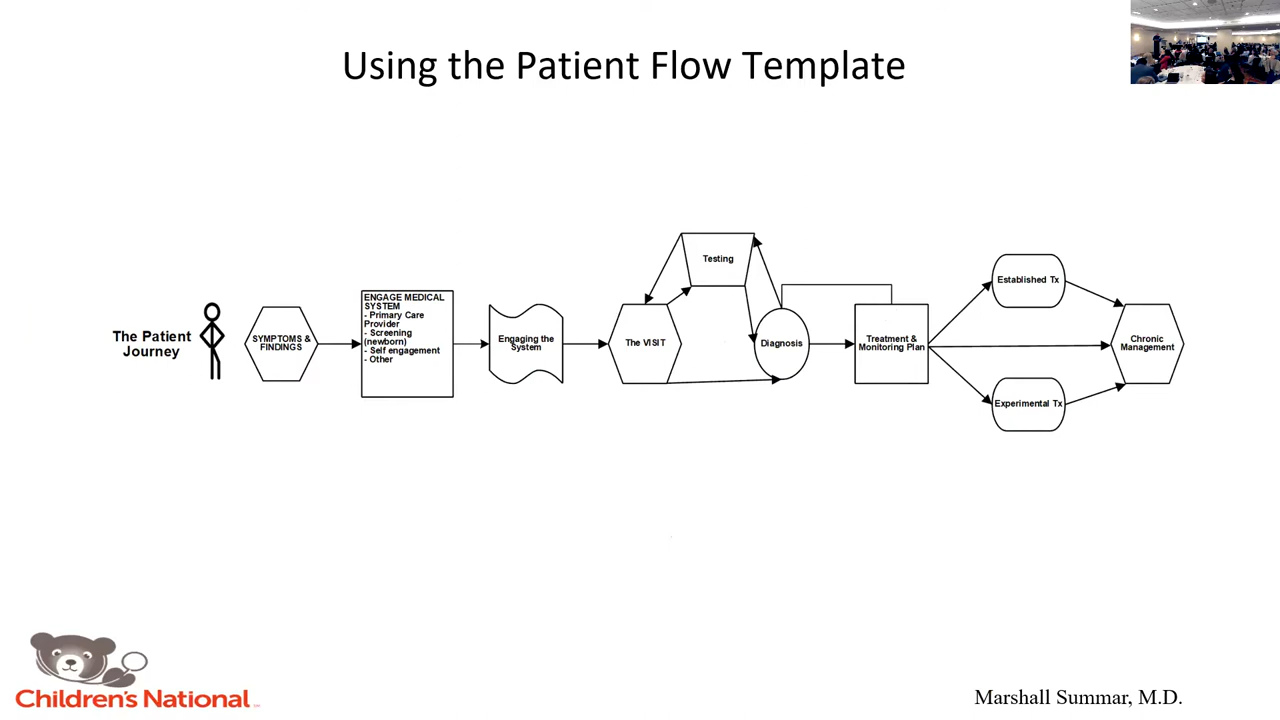 Using the Patient Flow Template
The Patient
Journey
SYMPTOMS &
FINDINGS
ENGAGE MEDICAL
SYSTEM
- Primary Care
Provider
- Screening
(newborn)
- Self engagement
- Other
Engaging the
System
The VISIT
Testing
Diagnosis
Treatment &
Monitoring Plan
Established Tx
Experimental Tx
Chronic
Management
Children's National
Marshall Summar, M.D.